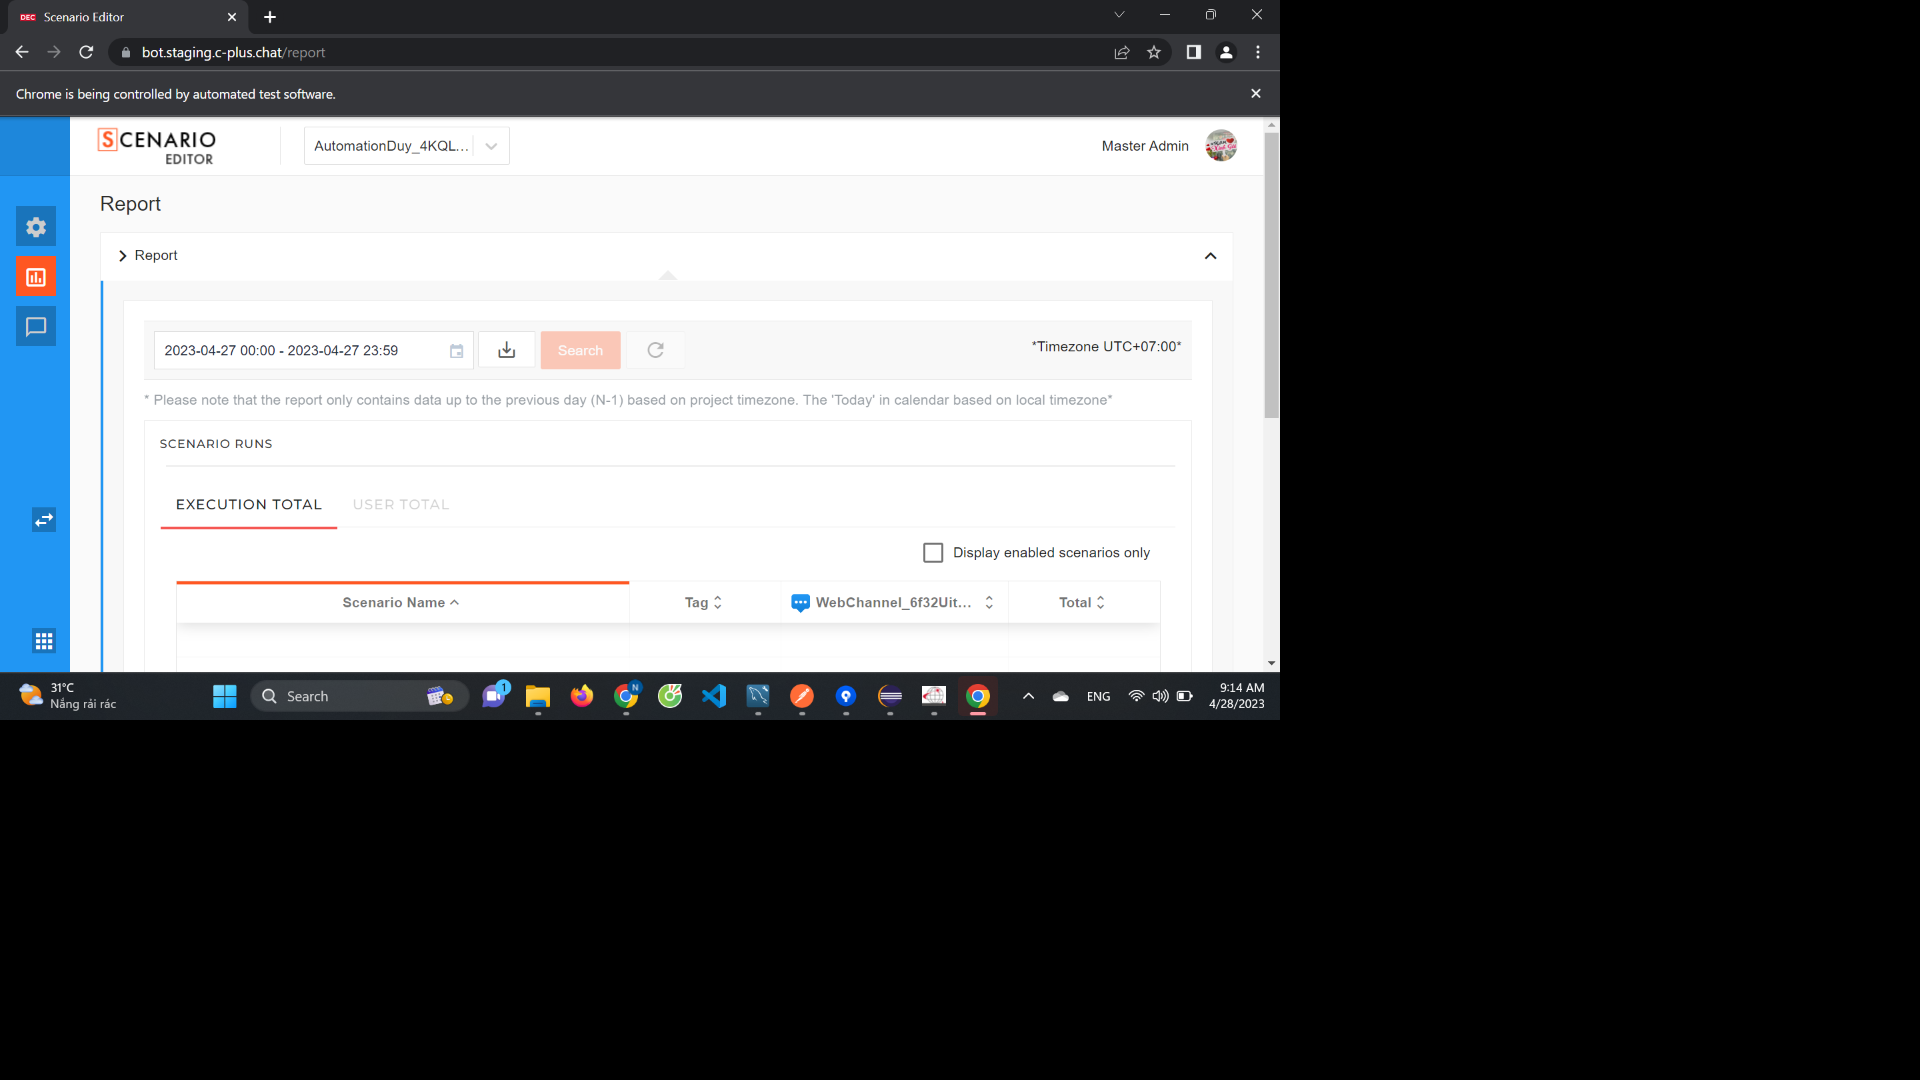 DEC Scenario Editor
bot.staging.c-plus.chat/report
Chrome is being controlled by automated test software.
SCENARIO
EDITOR
AutomationDuy_4KQL...
Master Admin
Report
Report
2023-04-27 00:00 - 2023-04-27 23:59
Search
*Timezone UTC+07:00*
* Please note that the report only contains data up to the previous day (N-1) based on project timezone. The 'Today' in calendar based on local timezone*
SCENARIO RUNS
EXECUTION TOTAL
USER TOTAL
Display enabled scenarios only
Scenario Name
Tag
WebChannel_6f32Uit...
Total
31°C
Nắng rải rác
Search
1
N
ENG
9:14 AM
4/28/2023